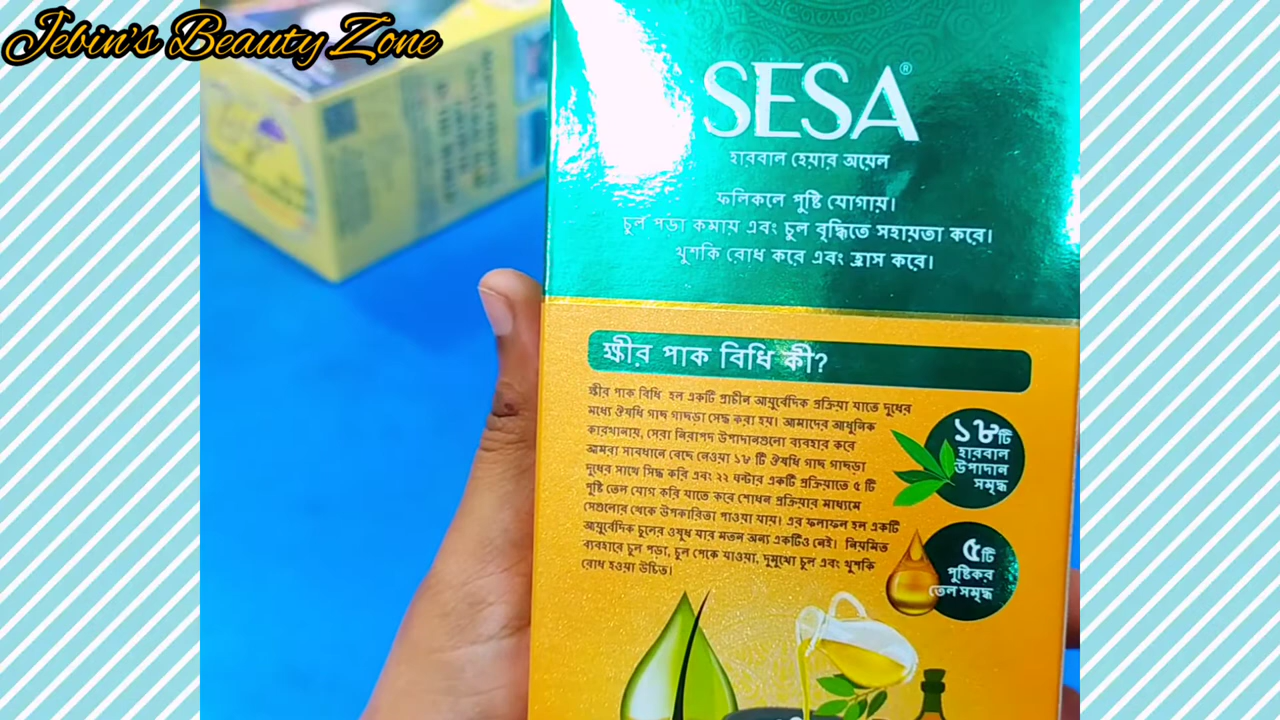 Jebin's Beauty Zone
SESA®
হারবাল হেয়ার অয়েল
ফলিকলে পুষ্টি যোগায়।
চুল পড়া কমায় এবং চুল বৃদ্ধিতে সহায়তা করে।
খুশকি রোধ করে এবং হ্রাস করে।
ক্ষীর পাক বিধি কী?
ক্ষীর পাক বিধি হল একটি প্রাচীন আয়ুর্বেদিক প্রক্রিয়া যাতে দুধের
মধ্যে ঔষধি গাছ গাছড়া সেদ্ধ করা হয়। আমাদের আধুনিক
কারখানায়, সেরা নিরাপদ উপাদানগুলো ব্যবহার করে
আমরা সাবধানে বেছে নেওয়া ১৮ টি ঔষধি গাছ গাছড়া
দুধের সাথে সিদ্ধ করি এবং ২২ ঘন্টার একটি প্রক্রিয়াতে ৫ টি
পুষ্টি তেল যোগ করি যাতে করে শোধন প্রক্রিয়ার মাধ্যমে
সেগুলোর থেকে উপকারিতা পাওয়া যায়। এর ফলাফল হল একটি
আয়ুর্বেদিক চুলের ওষুধ যার মতন অন্য একটিও নেই। নিয়মিত
ব্যবহারে চুল পড়া, চুল পেকে যাওয়া, দুমুখো চুল এবং খুশকি
রোধ হওয়া উচিত।
১৮টি
হারবাল
উপাদান
সমৃদ্ধ
৫টি
পুষ্টিকর
তেল সমৃদ্ধ